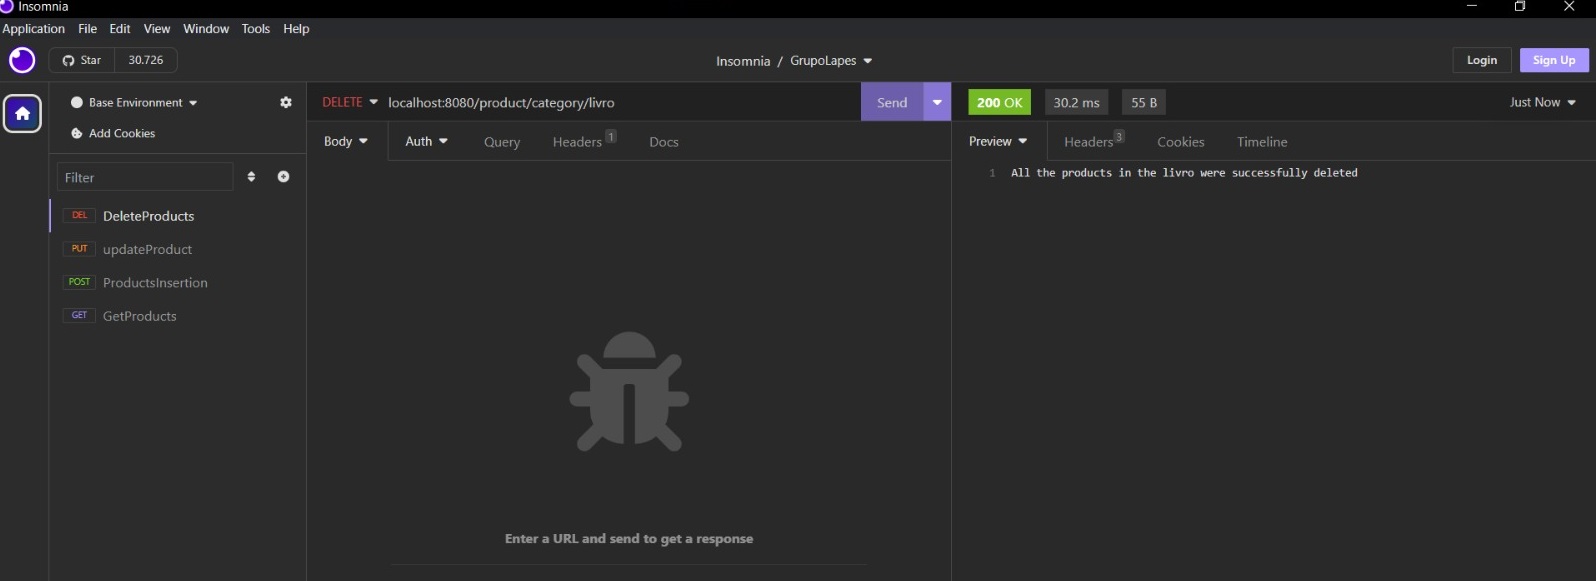 Insomnia
Application File Edit View Window Tools Help
Star 30.726
Insomnia / GrupoLapes
Login Sign Up
Base Environment
Add Cookies
Filter
DEL DeleteProducts
PUT updateProduct
POST ProductsInsertion
GET GetProducts
DELETE localhost:8080/product/category/livro Send
Body Auth Query Headers 1 Docs
Enter a URL and send to get a response
200 OK 30.2 ms 55 B Just Now
Preview Headers 3 Cookies Timeline
1 All the products in the livro were successfully deleted